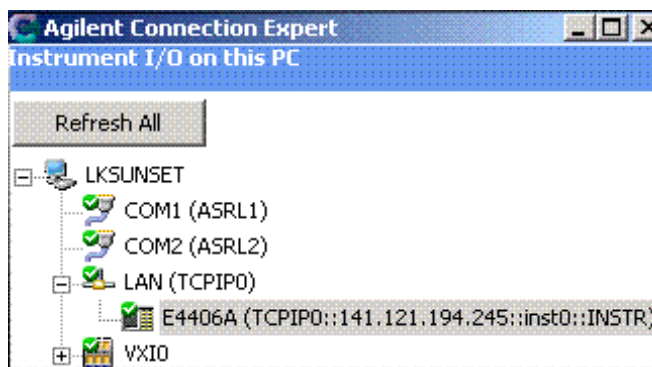 Agilent Connection Expert
Instrument I/O on this PC
Refresh All
LKSUNSET
COM1 (ASRL1)
COM2 (ASRL2)
LAN (TCPIP0)
E4406A (TCPIP0::141.121.194.245::inst0::INSTR)
VXI0